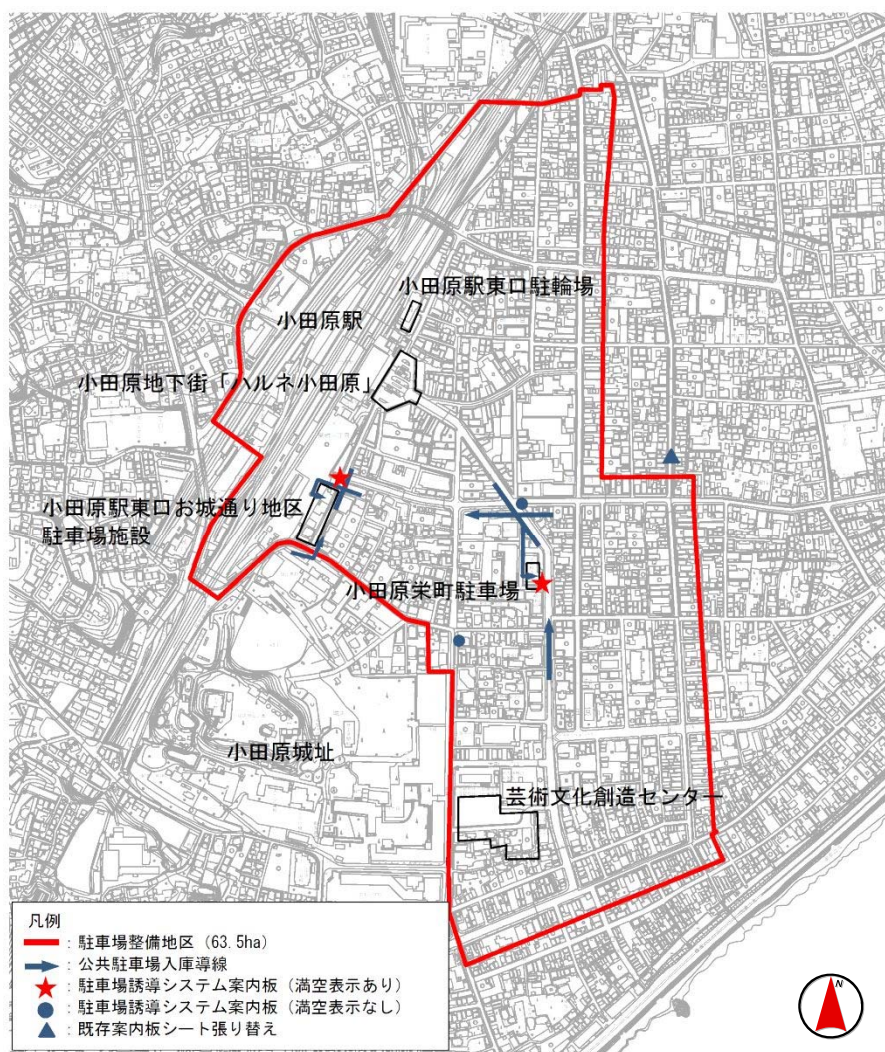 小田原駅東口駐輪場
小田原駅
小田原地下街「ハルネ小田原」
小田原駅東口お城通り地区
駐車場施設
小田原栄町駐車場
小田原城址
芸術文化創造センター
凡例
：駐車場整備地区（63.5ha）
：公共駐車場入庫導線
：駐車場誘導システム案内板（満空表示あり）
：駐車場誘導システム案内板（満空表示なし）
：既存案内板シート張り替え
N